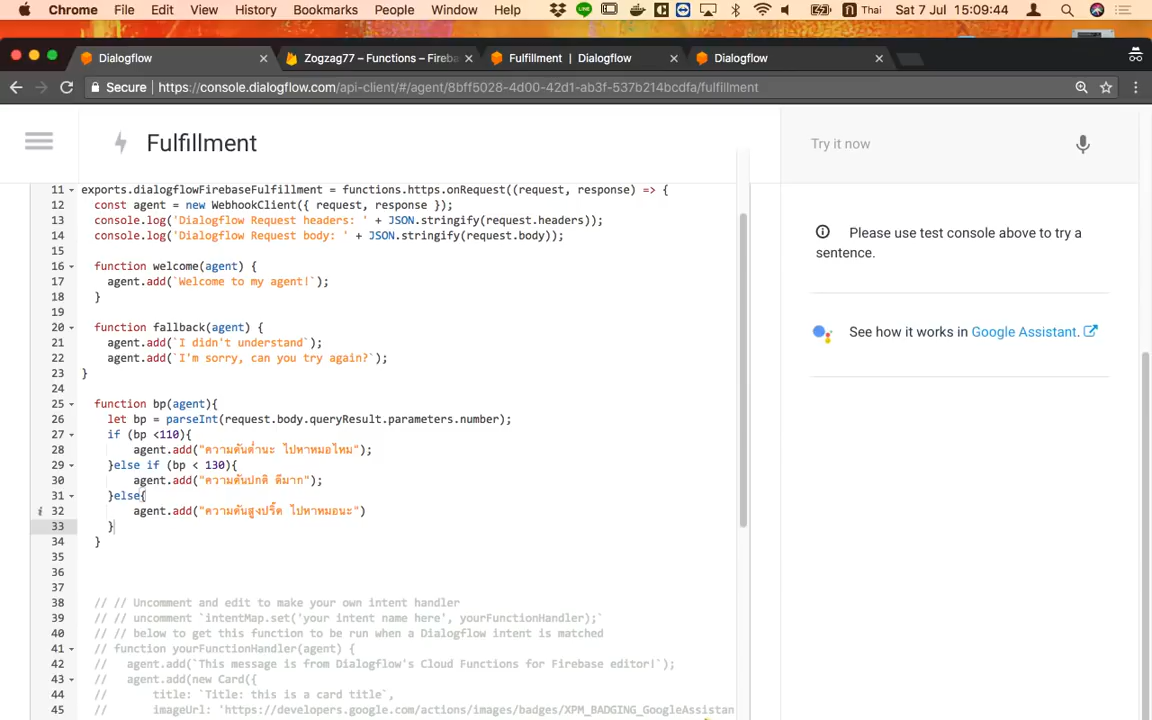 Chrome File Edit View History Bookmarks People Window Help Thai Sat 7 Jul 15:09:44
Dialogflow Zogzag77 – Functions – Fireba Fulfillment | Dialogflow Dialogflow
Secure https://console.dialogflow.com/api-client/#/agent/8bff5028-4d00-42d1-ab3f-537b214bcdfa/fulfillment
Fulfillment
Try it now
11 exports.dialogflowFirebaseFulfillment = functions.https.onRequest((request, response) => {
12 const agent = new WebhookClient({ request, response });
13 console.log('Dialogflow Request headers: ' + JSON.stringify(request.headers));
14 console.log('Dialogflow Request body: ' + JSON.stringify(request.body));
15
16 function welcome(agent) {
17 agent.add(`Welcome to my agent!`);
18 }
19
20 function fallback(agent) {
21 agent.add(`I didn't understand`);
22 agent.add(`I'm sorry, can you try again?`);
23 }
24
25 function bp(agent){
26 let bp = parseInt(request.body.queryResult.parameters.number);
27 if (bp <110){
28 agent.add("ความดันต่ำนะ ไปหาหมอไหม");
29 }else if (bp < 130){
30 agent.add("ความดันปกติ ดีมาก");
31 }else{
32 agent.add("ความดันสูงปรี๊ด ไปหาหมอนะ")
33 }
34 }
35
36
37
38 // // Uncomment and edit to make your own intent handler
39 // // uncomment `intentMap.set('your intent name here', yourFunctionHandler);`
40 // // below to get this function to be run when a Dialogflow intent is matched
41 // function yourFunctionHandler(agent) {
42 // agent.add(`This message is from Dialogflow's Cloud Functions for Firebase editor!`);
43 // agent.add(new Card({
44 // title: `Title: this is a card title`,
45 // imageUrl: 'https://developers.google.com/actions/images/badges/XPM_BADGING_GoogleAssistan
Please use test console above to try a
sentence.
See how it works in Google Assistant.